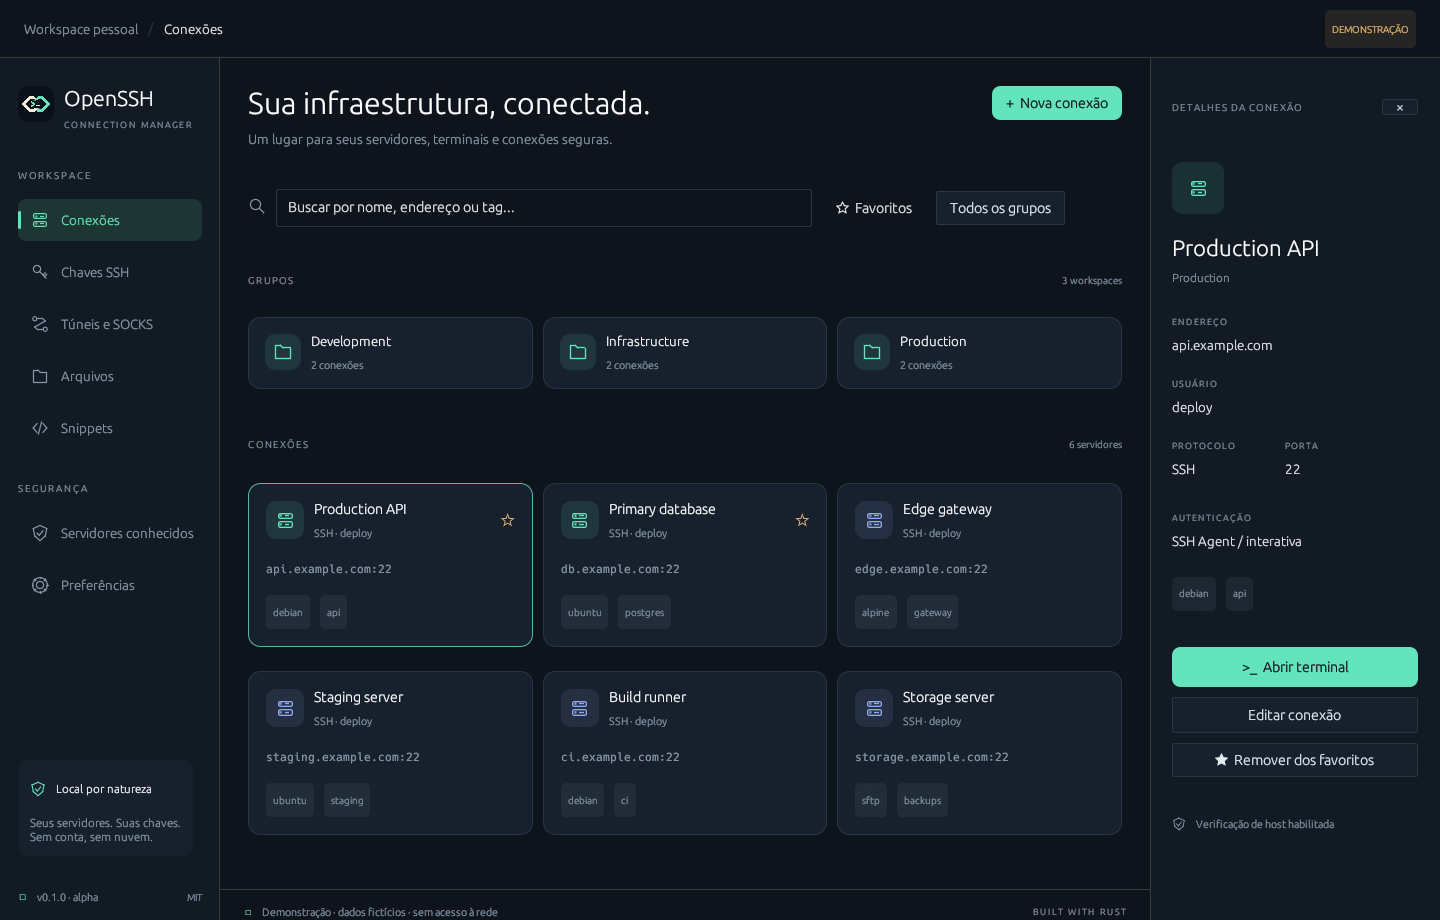 Workspace pessoal / Conexões
DEMONSTRAÇÃO
OpenSSH
CONNECTION MANAGER
WORKSPACE
Conexões
Chaves SSH
Túneis e SOCKS
Arquivos
Snippets
SEGURANÇA
Servidores conhecidos
Preferências
Local por natureza
Seus servidores. Suas chaves.
Sem conta, sem nuvem.
v0.1.0 · alpha
MIT
Sua infraestrutura, conectada.
+ Nova conexão
Um lugar para seus servidores, terminais e conexões seguras.
Buscar por nome, endereço ou tag...
Favoritos
Todos os grupos
GRUPOS
3 workspaces
Development
2 conexões
Infrastructure
2 conexões
Production
2 conexões
CONEXÕES
6 servidores
Production API
SSH · deploy
api.example.com:22
debian
api
Primary database
SSH · deploy
db.example.com:22
ubuntu
postgres
Edge gateway
SSH · deploy
edge.example.com:22
alpine
gateway
Staging server
SSH · deploy
staging.example.com:22
ubuntu
staging
Build runner
SSH · deploy
ci.example.com:22
debian
ci
Storage server
SSH · deploy
storage.example.com:22
sftp
backups
Demonstração · dados fictícios · sem acesso à rede
BUILT WITH RUST
DETALHES DA CONEXÃO
×
Production API
Production
ENDEREÇO
api.example.com
USUÁRIO
deploy
PROTOCOLO
SSH
PORTA
22
AUTENTICAÇÃO
SSH Agent / interativa
debian
api
>_ Abrir terminal
Editar conexão
Remover dos favoritos
Verificação de host habilitada